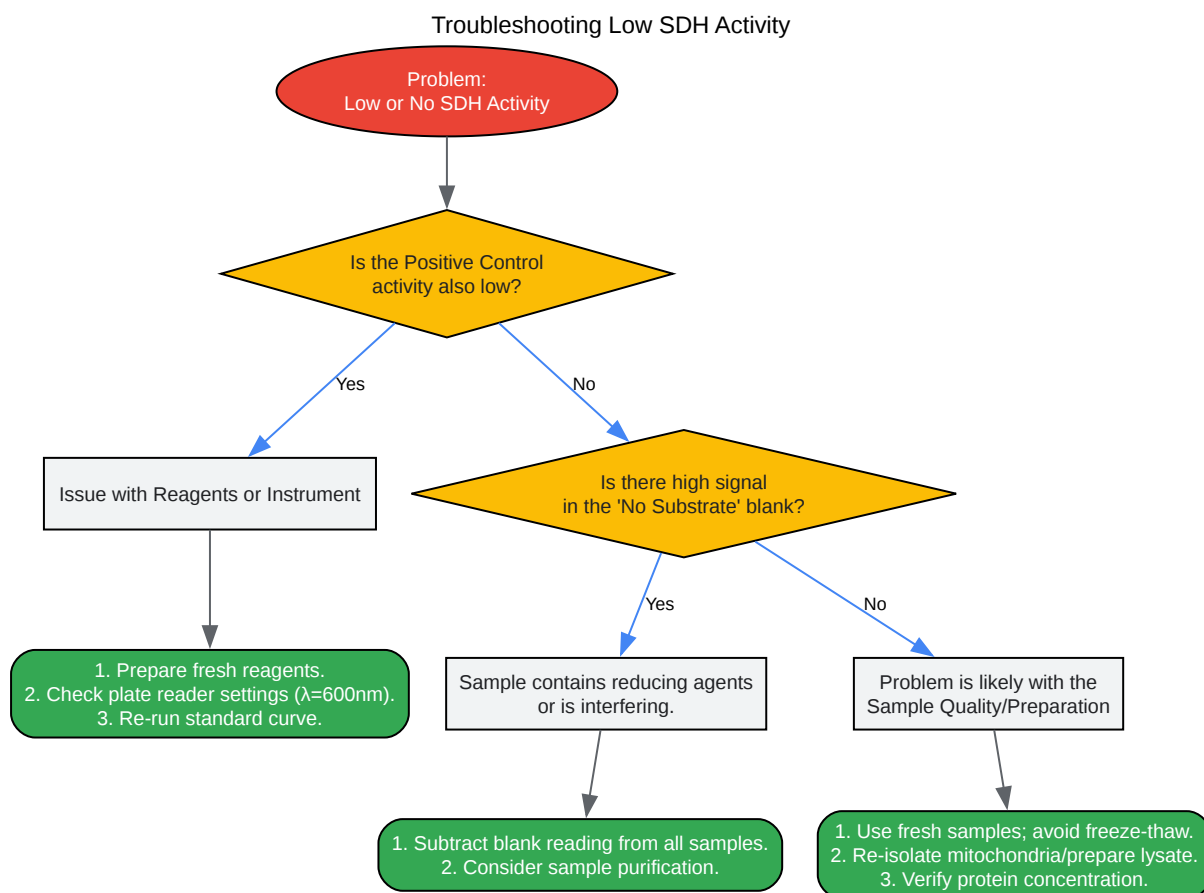 Troubleshooting Low SDH Activity
Problem:
Low or No SDH Activity
Is the Positive Control
activity also low?
Yes
No
Issue with Reagents or Instrument
Is there high signal
in the 'No Substrate' blank?
Yes
No
1. Prepare fresh reagents.
2. Check plate reader settings (λ=600nm).
3. Re-run standard curve.
Sample contains reducing agents
or is interfering.
Problem is likely with the
Sample Quality/Preparation
1. Subtract blank reading from all samples.
2. Consider sample purification.
1. Use fresh samples; avoid freeze-thaw.
2. Re-isolate mitochondria/prepare lysate.
3. Verify protein concentration.